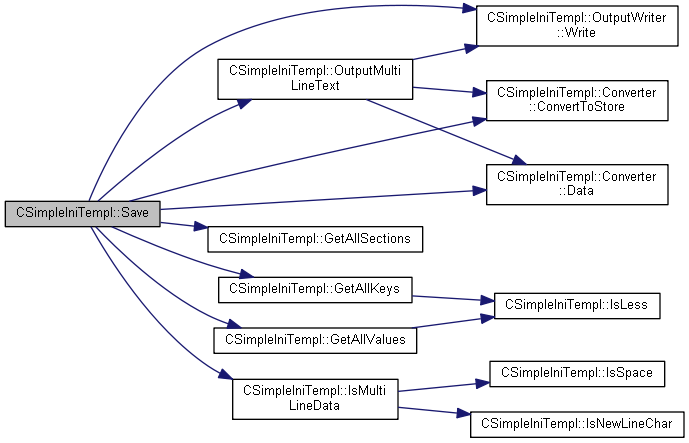 CSimpleIniTempl::OutputWriter
::Write
CSimpleIniTempl::OutputMulti
LineText
CSimpleIniTempl::Converter
::ConvertToStore
CSimpleIniTempl::Converter
::Data
CSimpleIniTempl::Save
CSimpleIniTempl::GetAllSections
CSimpleIniTempl::GetAllKeys
CSimpleIniTempl::IsLess
CSimpleIniTempl::GetAllValues
CSimpleIniTempl::IsSpace
CSimpleIniTempl::IsMulti
LineData
CSimpleIniTempl::IsNewLineChar